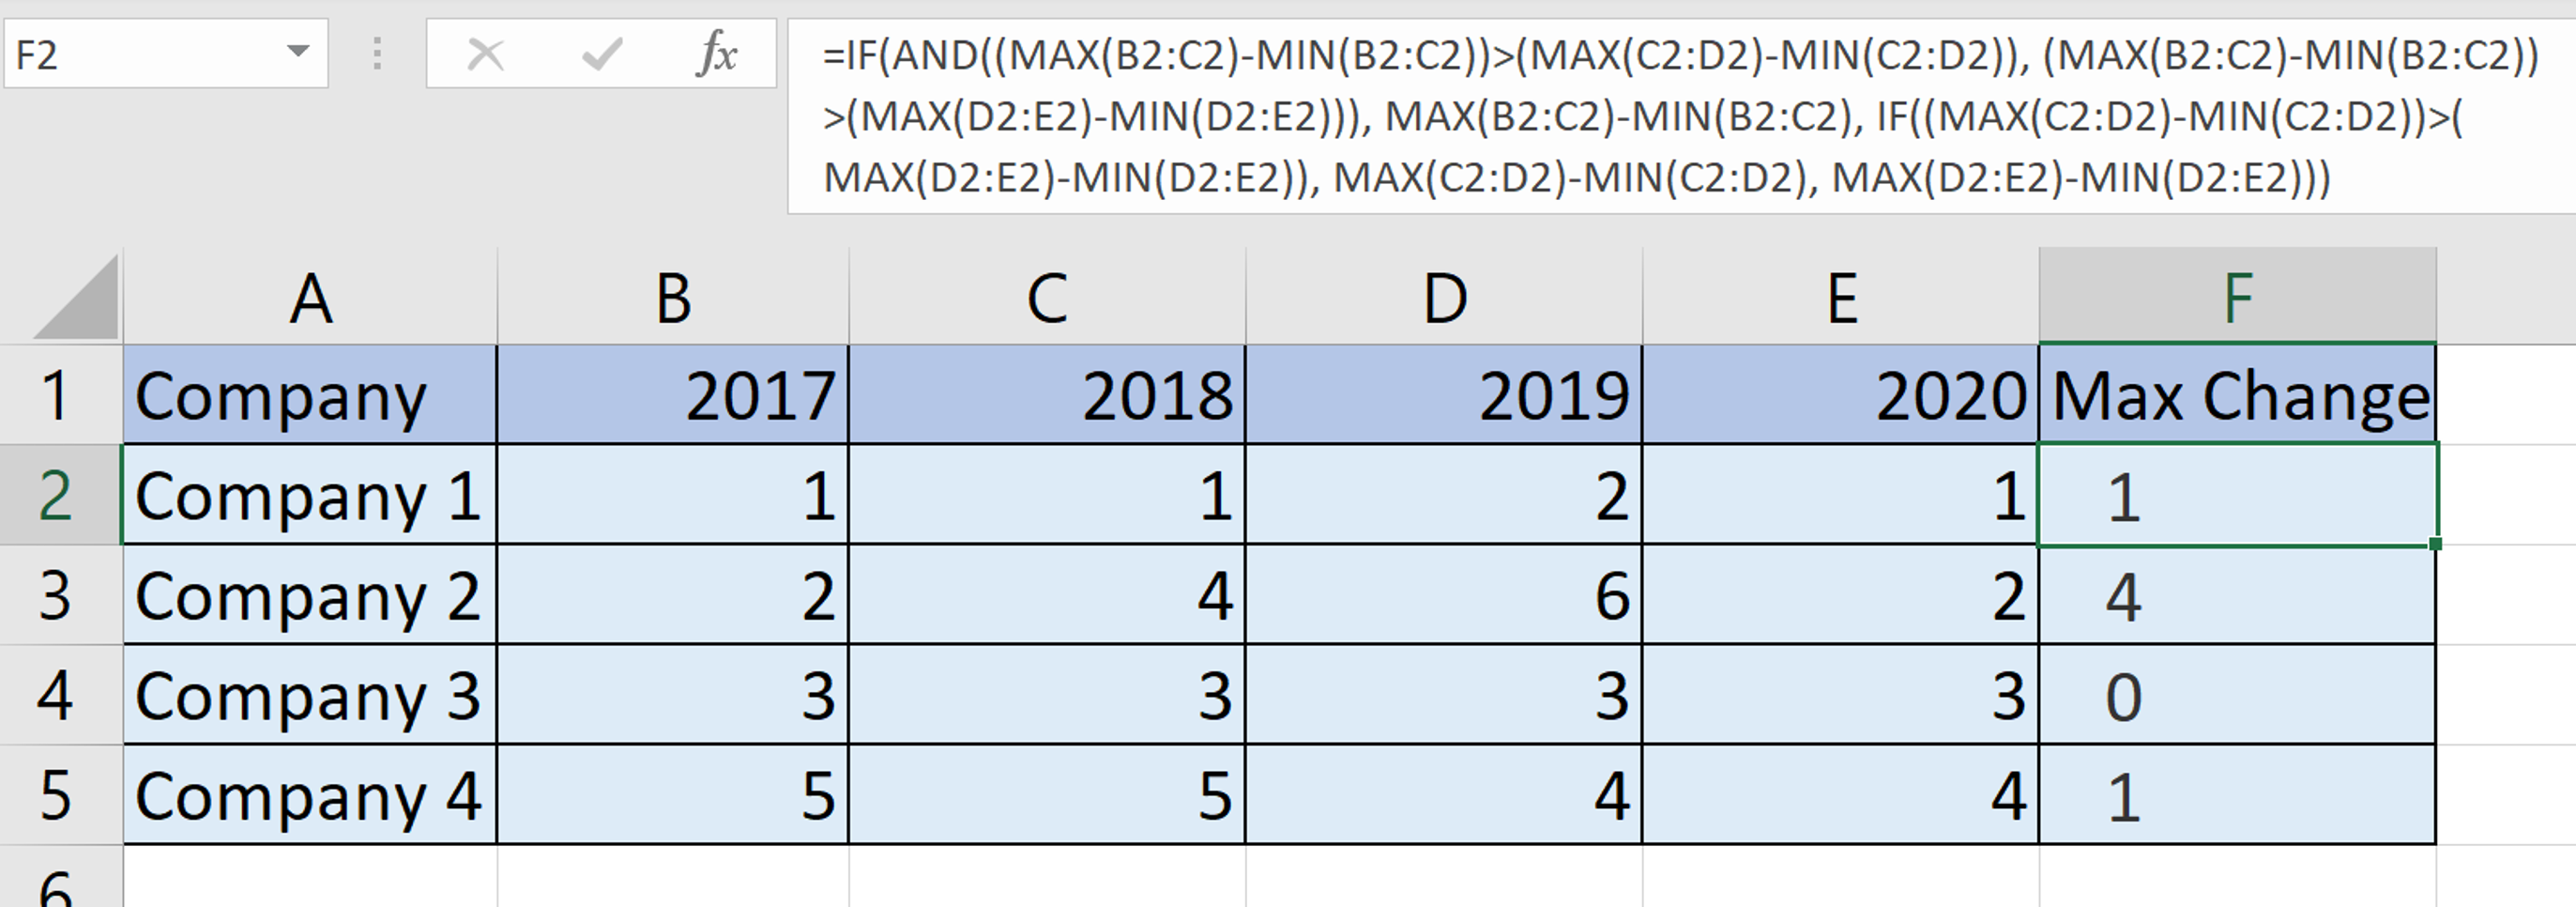 F2 fx =IF(AND((MAX(B2:C2)-MIN(B2:C2))>(MAX(C2:D2)-MIN(C2:D2)), (MAX(B2:C2)-MIN(B2:C2))
>(MAX(D2:E2)-MIN(D2:E2))), MAX(B2:C2)-MIN(B2:C2), IF((MAX(C2:D2)-MIN(C2:D2))>(
MAX(D2:E2)-MIN(D2:E2)), MAX(C2:D2)-MIN(C2:D2), MAX(D2:E2)-MIN(D2:E2)))
A B C D E F
1 Company 2017 2018 2019 2020 Max Change
2 Company 1 1 1 2 1 1
3 Company 2 2 4 6 2 4
4 Company 3 3 3 3 3 0
5 Company 4 5 5 4 4 1
6